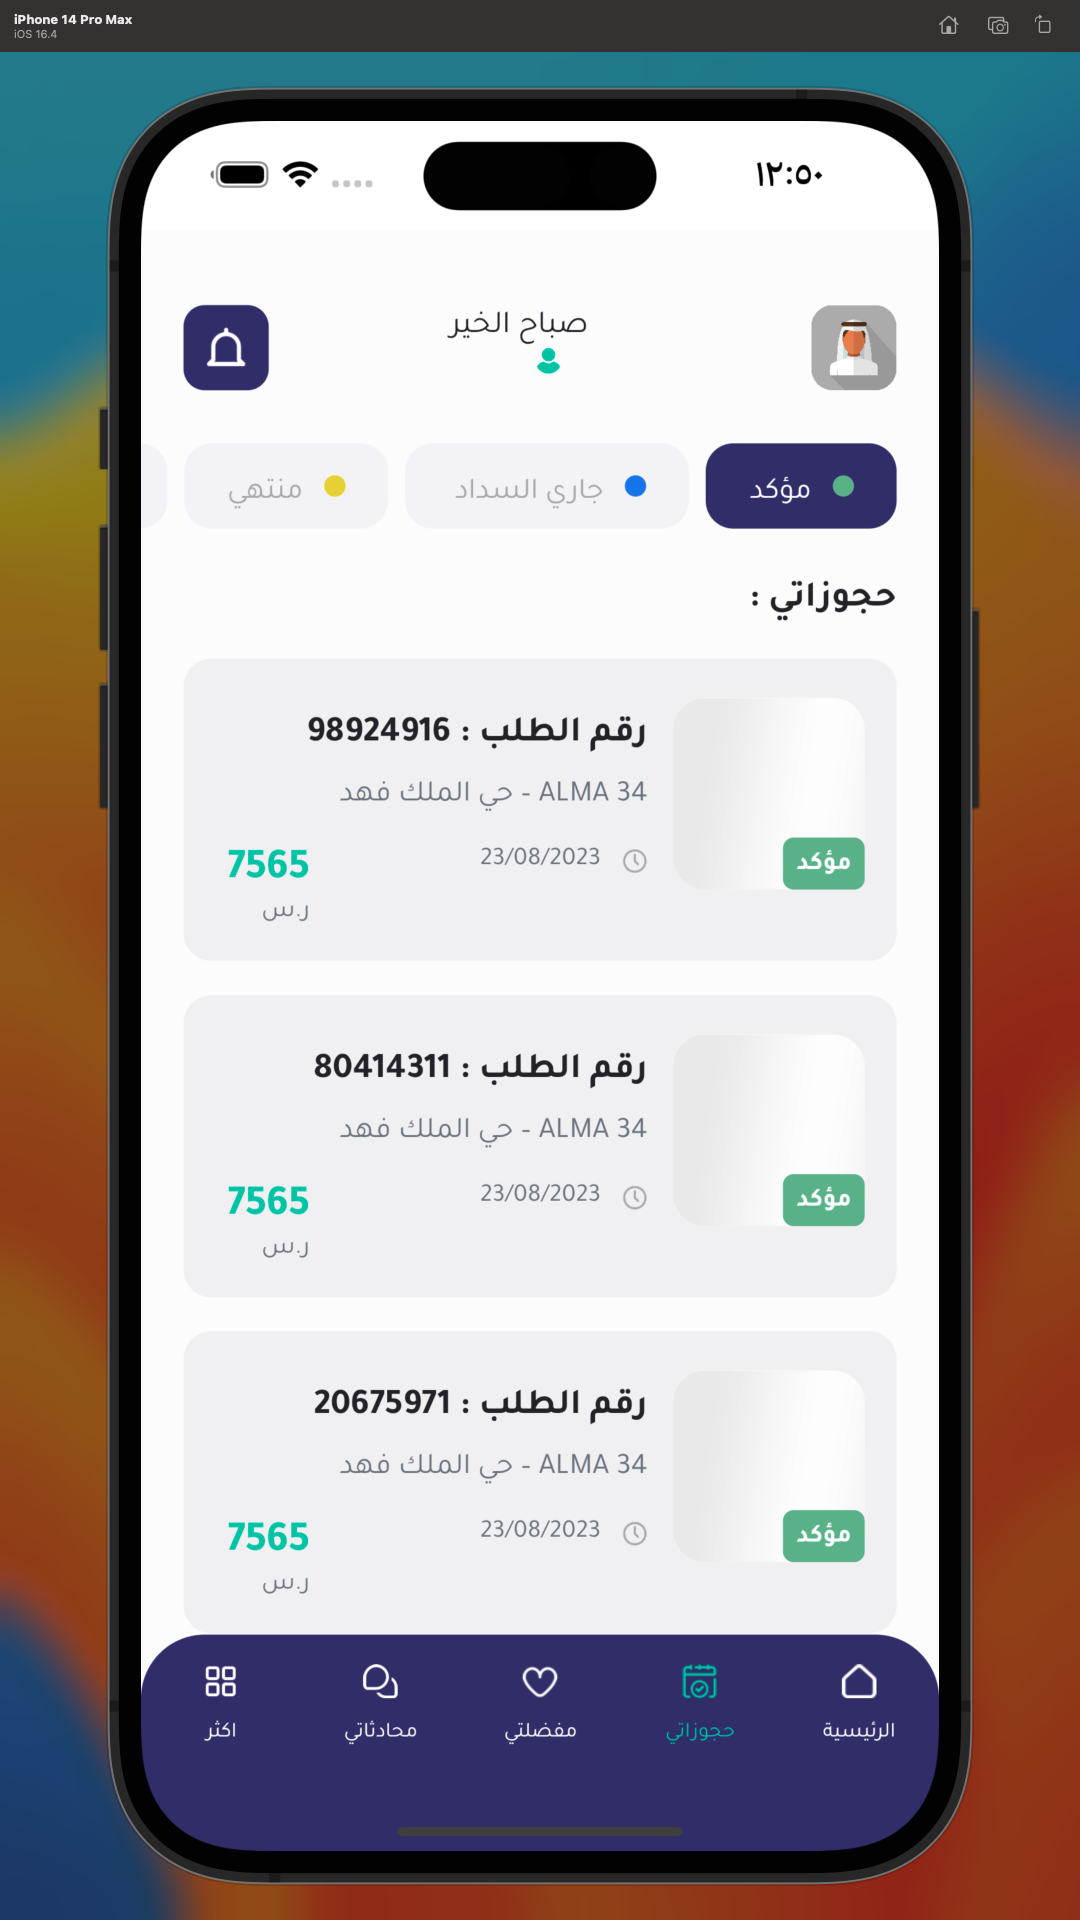 iPhone 14 Pro Max
iOS 16.4
١٢:٥٠
صباح الخير
مؤكد
جاري السداد
منتهي
حجوزاتي :
رقم الطلب : 98924916
ALMA 34 - حي الملك فهد
23/08/2023
7565
ر.س
مؤكد
رقم الطلب : 80414311
ALMA 34 - حي الملك فهد
23/08/2023
7565
ر.س
مؤكد
رقم الطلب : 20675971
ALMA 34 - حي الملك فهد
23/08/2023
7565
ر.س
مؤكد
الرئيسية
حجوزاتي
مفضلتي
محادثاتي
اكثر